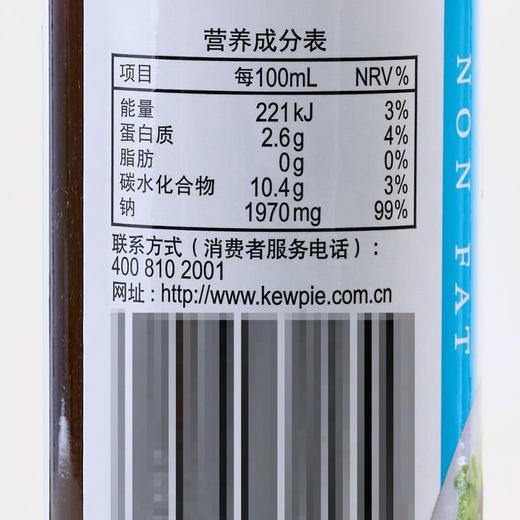 营养成分表
项目 每100mL NRV%
能量 221kJ 3%
蛋白质 2.6g 4%
脂肪 0g 0%
碳水化合物 10.4g 3%
钠 1970mg 99%
联系方式（消费者服务电话）：
400 810 2001
网址：http://www.kewpie.com.cn
NON FAT